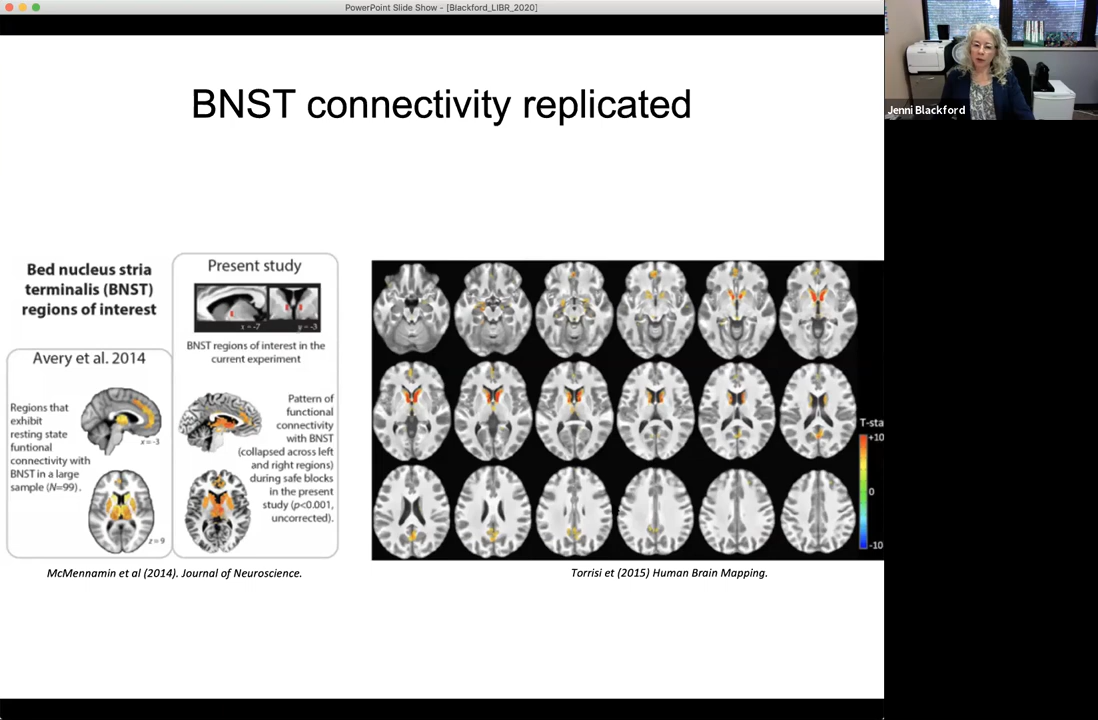 PowerPoint Slide Show - [Blackford_LIBR_2020]
BNST connectivity replicated
Bed nucleus stria
terminalis (BNST)
regions of interest
Avery et al. 2014
Regions that
exhibit
resting state
funtional
connectivity with
BNST in a large
sample (N=99).
x=-3
z=9
Present study
x = -7
y = -3
BNST regions of interest in the
current experiment
Pattern of
functional
connectivity
with BNST
(collapsed across left
and right regions)
during safe blocks
in the present
study (p<0.001,
uncorrected).
McMennamin et al (2014). Journal of Neuroscience.
T-sta
+10
0
-10
Torrisi et (2015) Human Brain Mapping.
Jenni Blackford